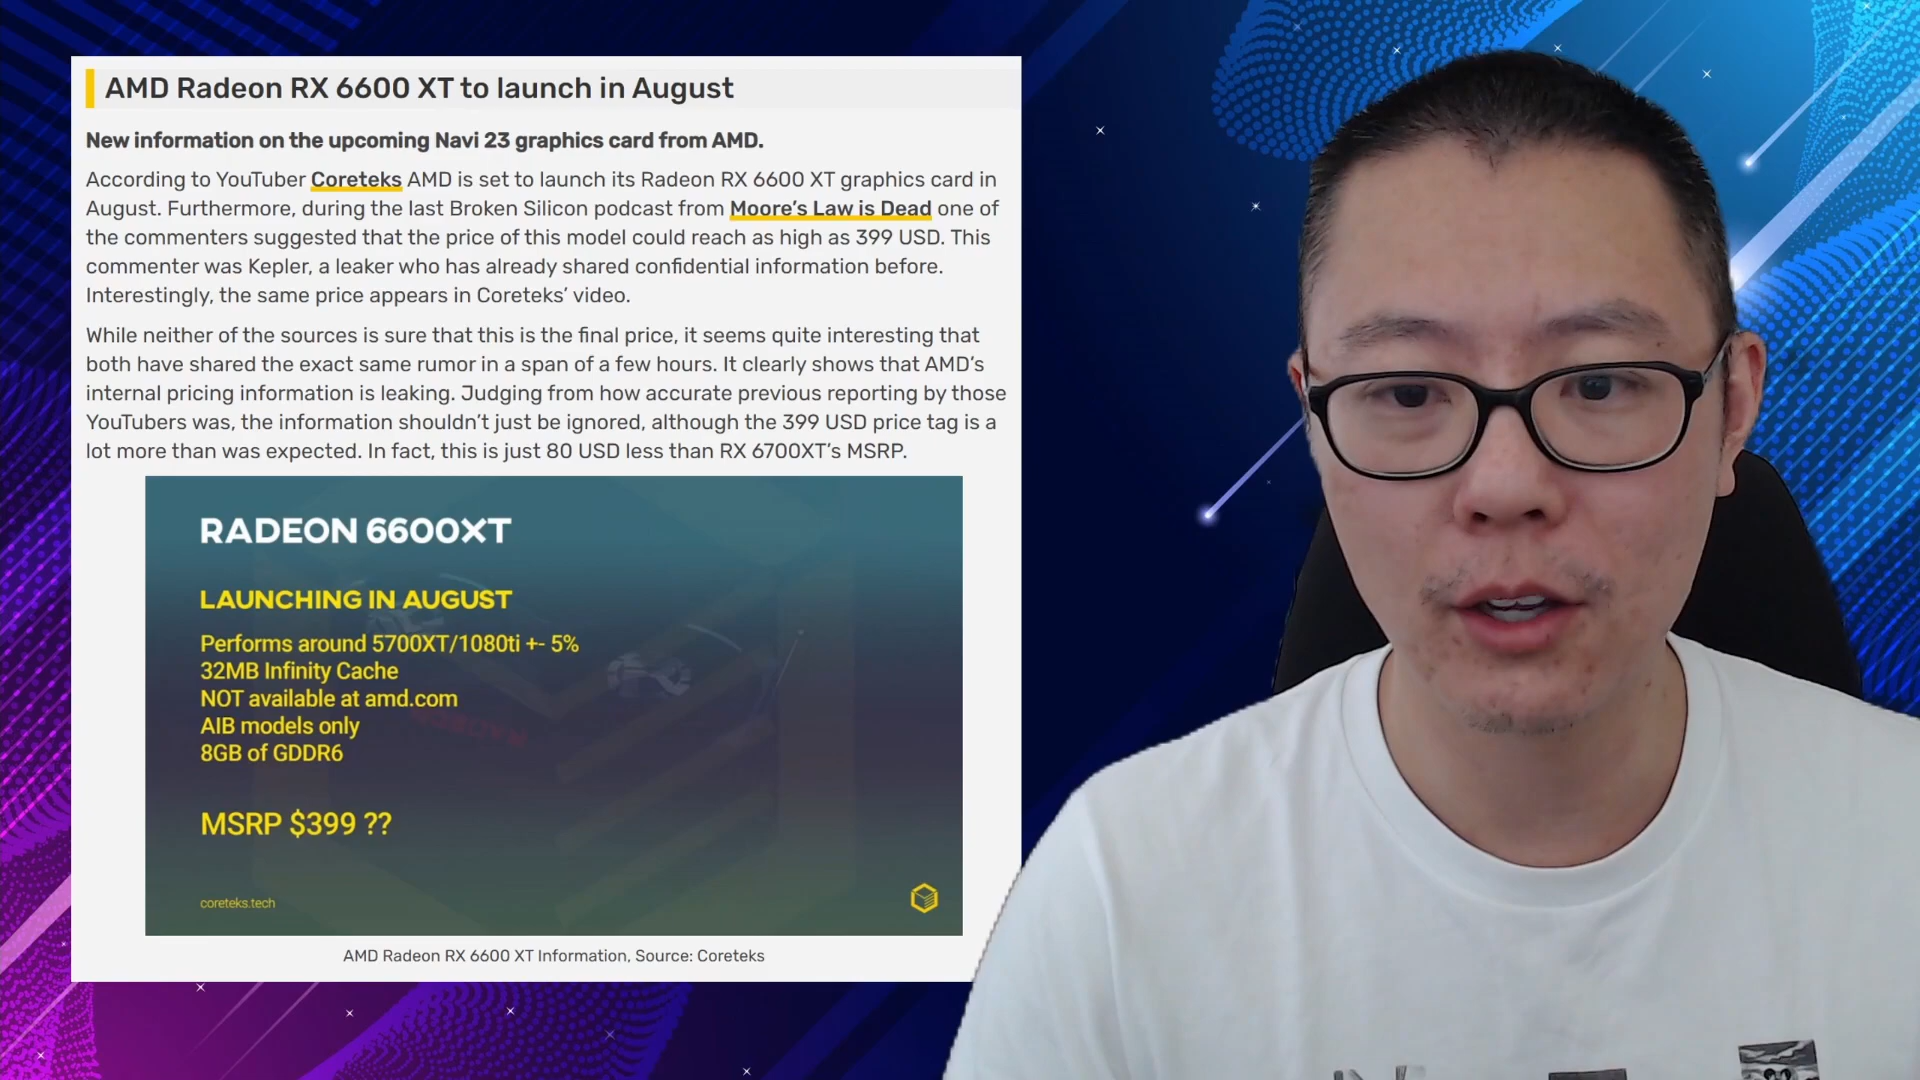 AMD Radeon RX 6600 XT to launch in August
New information on the upcoming Navi 23 graphics card from AMD.
According to YouTuber Coreteks AMD is set to launch its Radeon RX 6600 XT graphics card in
August. Furthermore, during the last Broken Silicon podcast from Moore's Law is Dead one of
the commenters suggested that the price of this model could reach as high as 399 USD. This
commenter was Kepler, a leaker who has already shared confidential information before.
Interestingly, the same price appears in Coreteks' video.
While neither of the sources is sure that this is the final price, it seems quite interesting that
both have shared the exact same rumor in a span of a few hours. It clearly shows that AMD's
internal pricing information is leaking. Judging from how accurate previous reporting by those
YouTubers was, the information shouldn't just be ignored, although the 399 USD price tag is a
lot more than was expected. In fact, this is just 80 USD less than RX 6700XT's MSRP.
RADEON 6600XT
LAUNCHING IN AUGUST
Performs around 5700XT/1080ti +- 5%
32MB Infinity Cache
NOT available at amd.com
AIB models only
8GB of GDDR6
MSRP $399 ??
coreteks.tech
AMD Radeon RX 6600 XT Information, Source: Coreteks